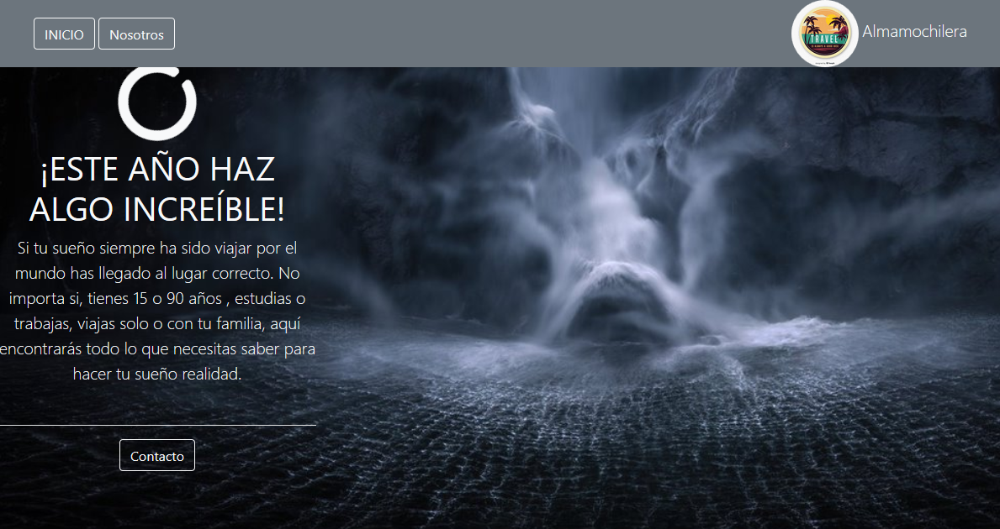 INICIO Nosotros
TRAVEL
Almamochilera
¡ESTE AÑO HAZ
ALGO INCREÍBLE!
Si tu sueño siempre ha sido viajar por el
mundo has llegado al lugar correcto. No
importa si, tienes 15 o 90 años , estudias o
trabajas, viajas solo o con tu familia, aquí
encontrarás todo lo que necesitas saber para
hacer tu sueño realidad.
Contacto